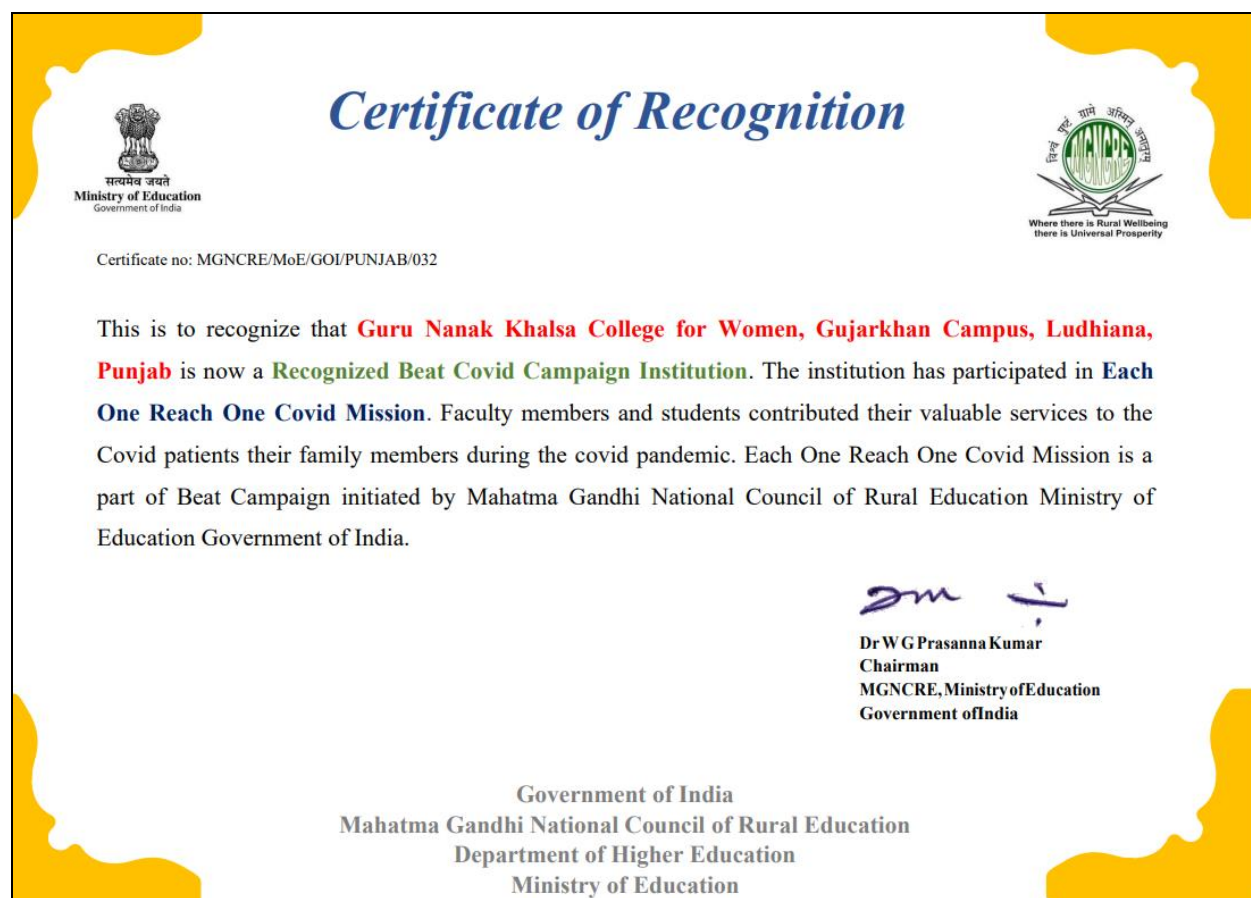 Certificate of Recognition
सत्यमेव जयते
Ministry of Education
Government of India
विश्वं पुष्टं ग्रामे अस्मिन् अनातुरम्
MGNCRE
Where there is Rural Wellbeing
there is Universal Prosperity
Certificate no: MGNCRE/MoE/GOI/PUNJAB/032
This is to recognize that Guru Nanak Khalsa College for Women, Gujarkhan Campus, Ludhiana,
Punjab is now a Recognized Beat Covid Campaign Institution. The institution has participated in Each
One Reach One Covid Mission. Faculty members and students contributed their valuable services to the
Covid patients their family members during the covid pandemic. Each One Reach One Covid Mission is a
part of Beat Campaign initiated by Mahatma Gandhi National Council of Rural Education Ministry of
Education Government of India.
Dr W G Prasanna Kumar
Chairman
MGNCRE, Ministry of Education
Government of India
Government of India
Mahatma Gandhi National Council of Rural Education
Department of Higher Education
Ministry of Education